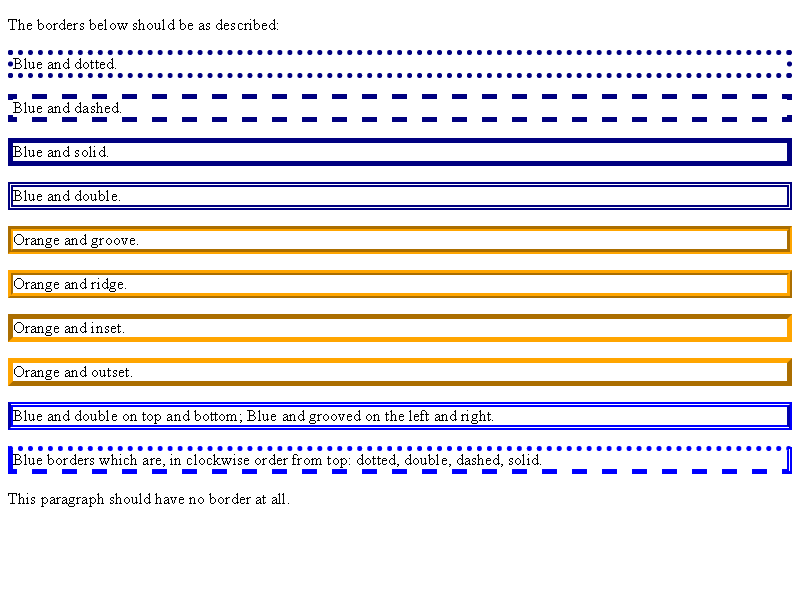 The borders below should be as described:
Blue and dotted.
Blue and dashed.
Blue and solid.
Blue and double.
Orange and groove.
Orange and ridge.
Orange and inset.
Orange and outset.
Blue and double on top and bottom; Blue and grooved on the left and right.
Blue borders which are, in clockwise order from top: dotted, double, dashed, solid.
This paragraph should have no border at all.